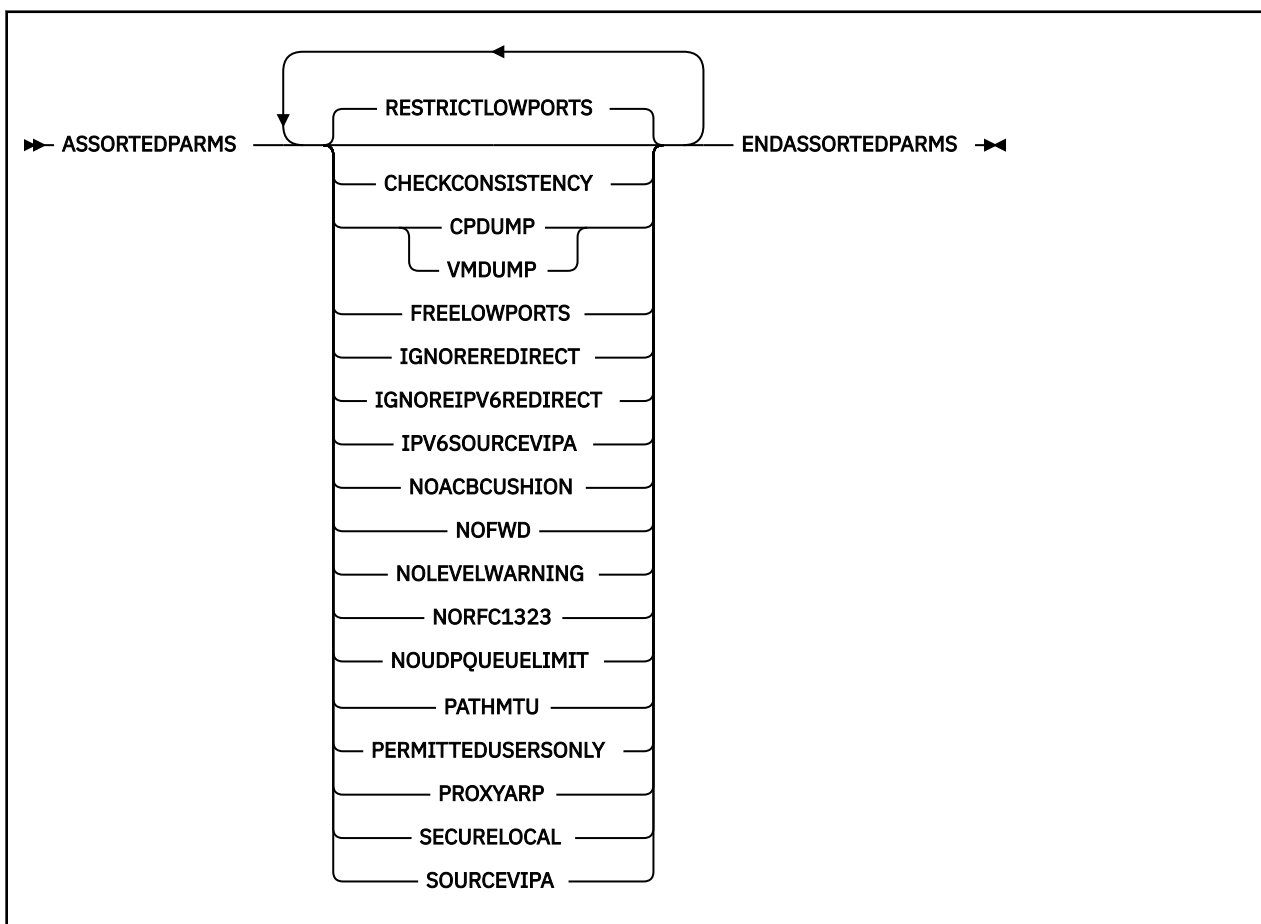 RESTRICTLOWPORTS
ASSORTEDPARMS ENDASSORTEDPARMS
CHECKCONSISTENCY
CPDUMP
VMDUMP
FREELOWPORTS
IGNOREREDIRECT
IGNOREIPV6REDIRECT
IPV6SOURCEVIPA
NOACBCUSHION
NOFWD
NOLEVELWARNING
NORFC1323
NOUDPQUEUELIMIT
PATHMTU
PERMITTEDUSERSONLY
PROXYARP
SECURELOCAL
SOURCEVIPA